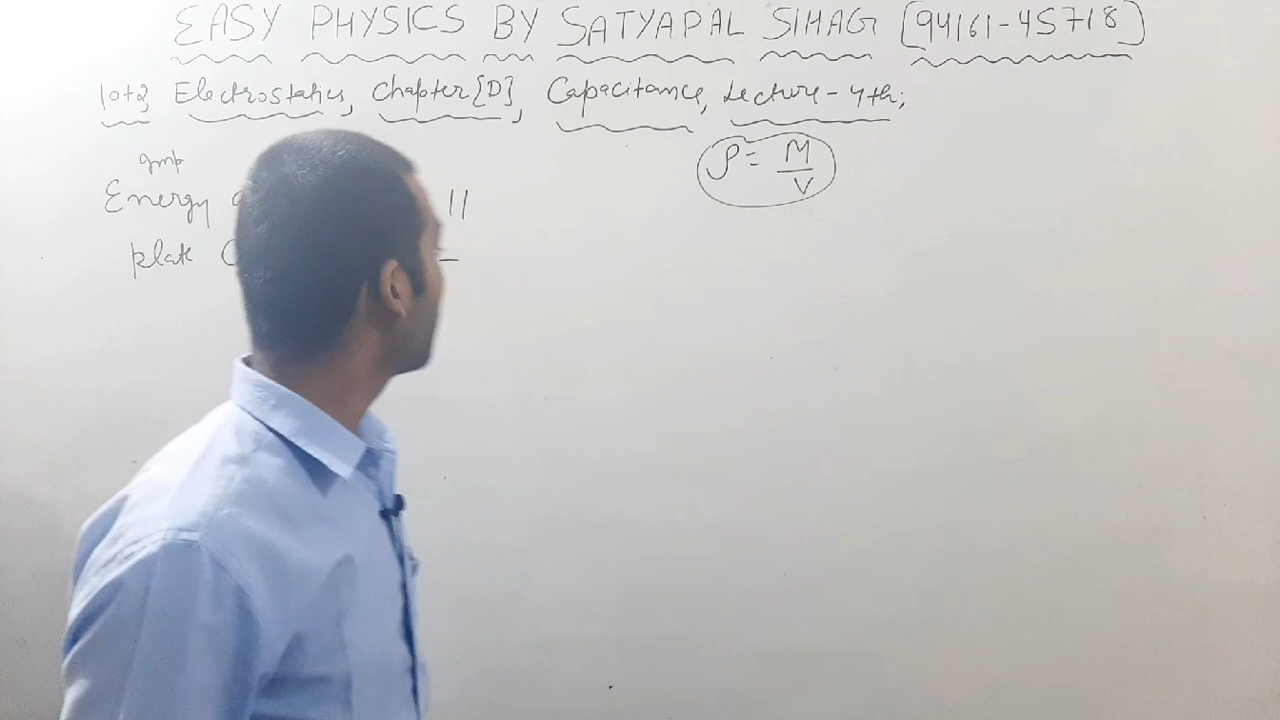 EASY PHYSICS BY SATYAPAL SIHAG [94161-45718]
10+2, Electrostatics, Chapter [D], Capacitance, Lecture-4th;
ρ = M/V
Imp
Energy ||
plate C